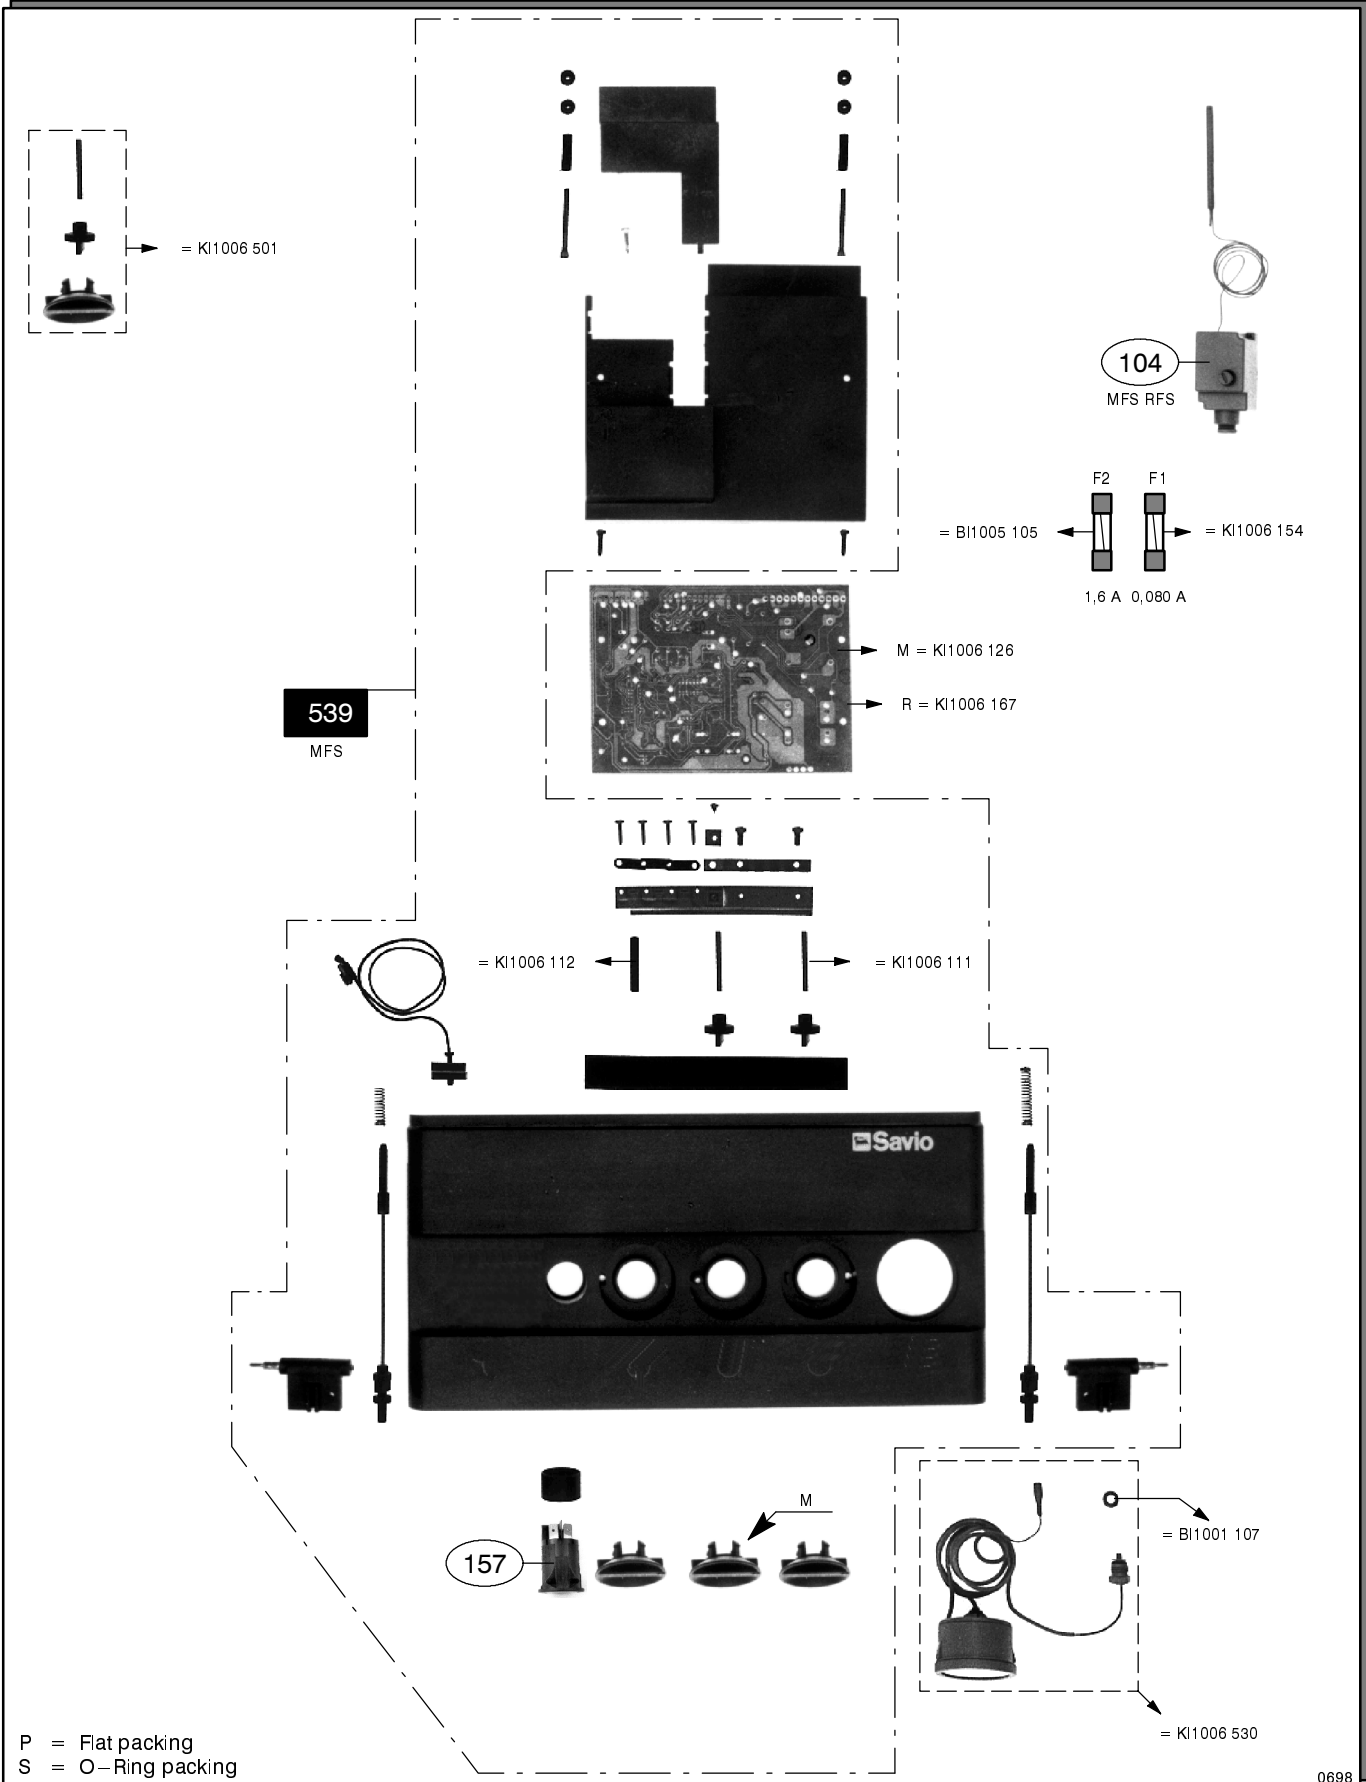 = KI1006 501
104
MFS RFS
F2 F1
= BI1005 105
= KI1006 154
1,6 A 0,080 A
M = KI1006 126
R = KI1006 167
539
MFS
= KI1006 112
= KI1006 111
Savio
M
157
= BI1001 107
= KI1006 530
P = Flat packing
S = O-Ring packing
0698